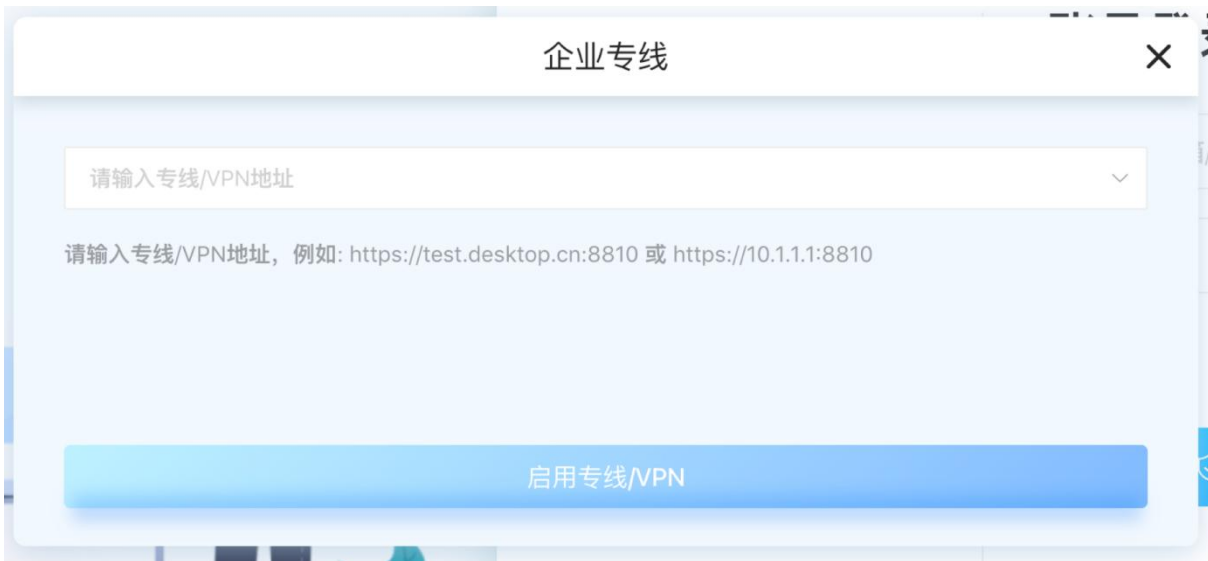 企业专线
请输入专线/VPN地址
请输入专线/VPN地址，例如: https://test.desktop.cn:8810 或 https://10.1.1.1:8810
启用专线/VPN